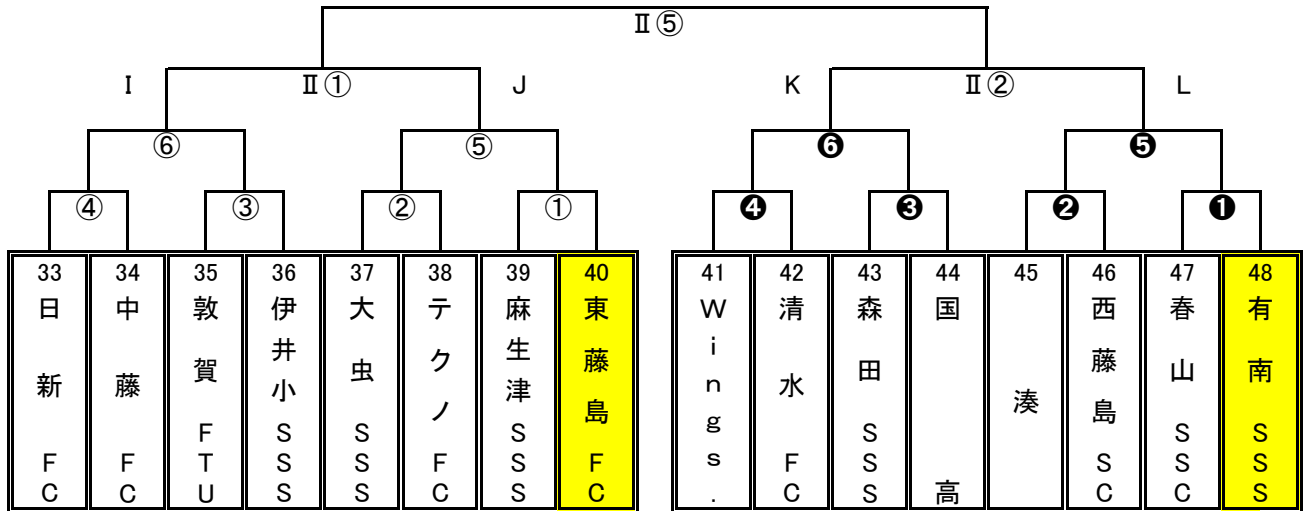 Ⅱ⑤
I Ⅱ① J K Ⅱ② L
⑥ ⑤ ❻ ❺
④ ③ ② ① ❹ ❸ ❷ ❶
33 34 35 36 37 38 39 40 41 42 43 44 45 46 47 48
日新FC
中藤FC
敦賀FTU
伊井小SSS
大虫SSS
テクノFC
麻生津SSS
東藤島FC
Wings.
清水FC
森田SSS
国高
湊
西藤島SC
春山SSC
有南SSS